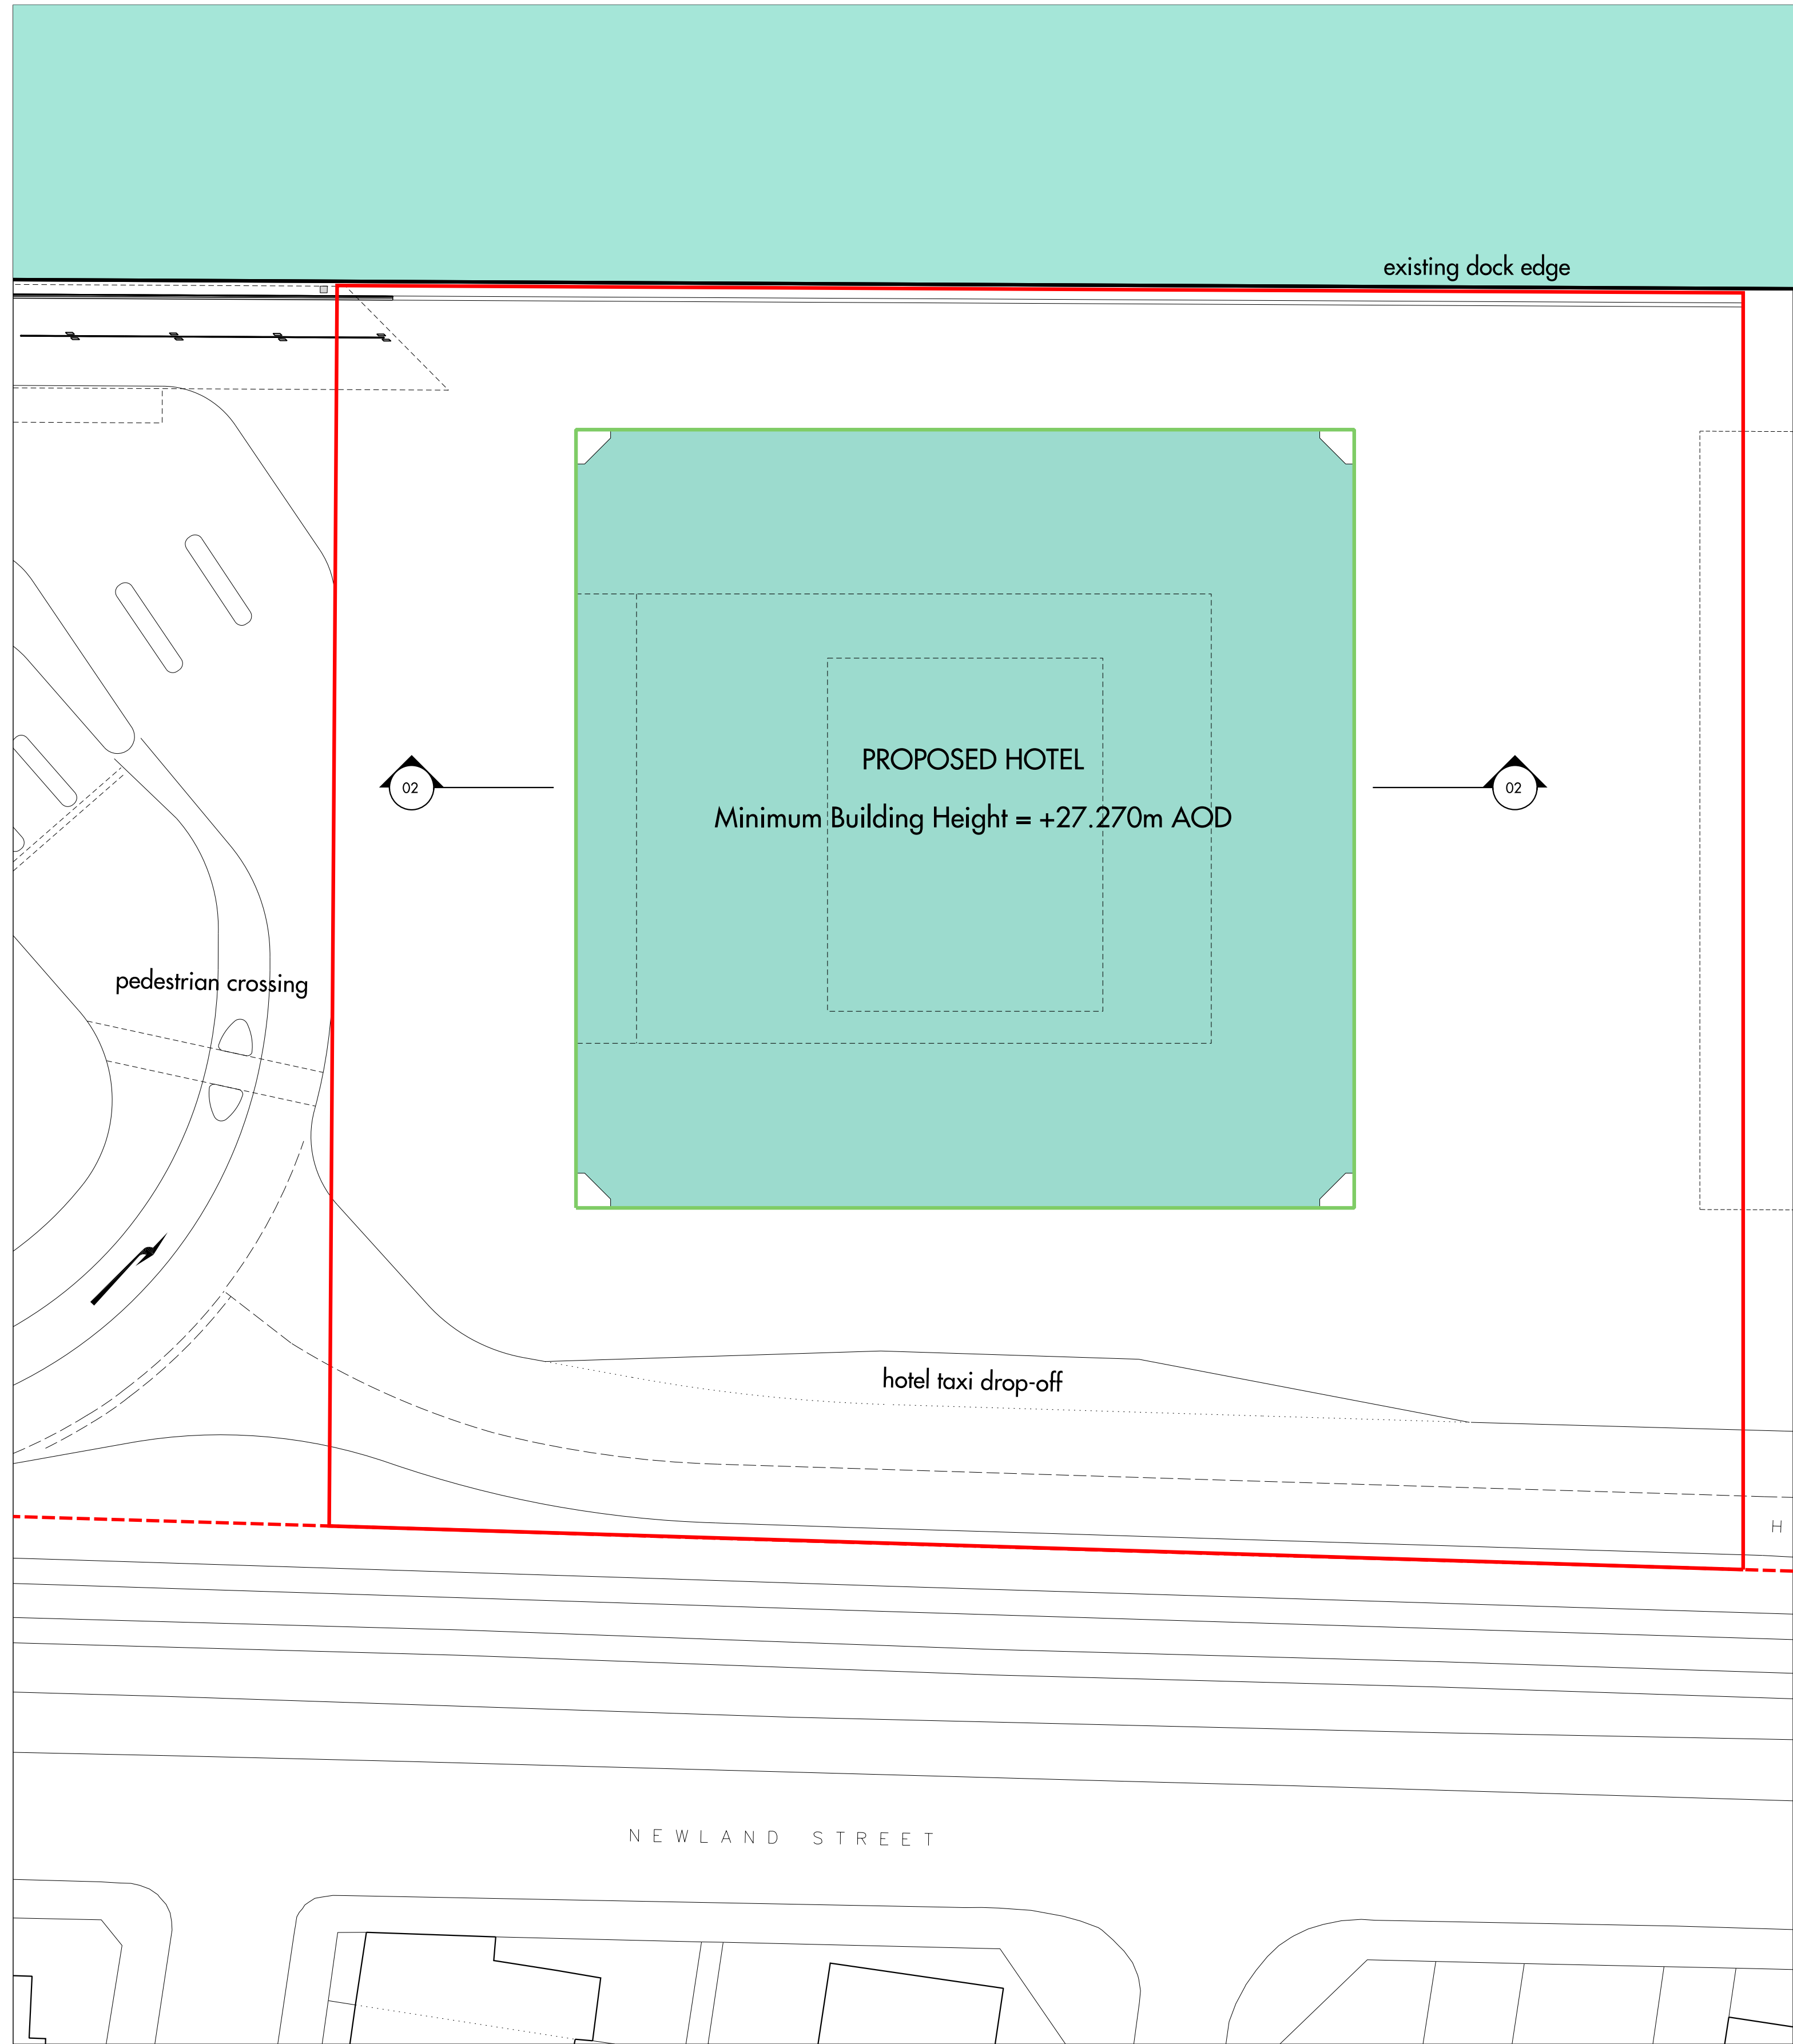 existing dock edge
PROPOSED HOTEL
02
02
Minimum Building Height = +27.270m AOD
pedestrian crossing
hotel taxi drop-off
H
NEWLAND STREET